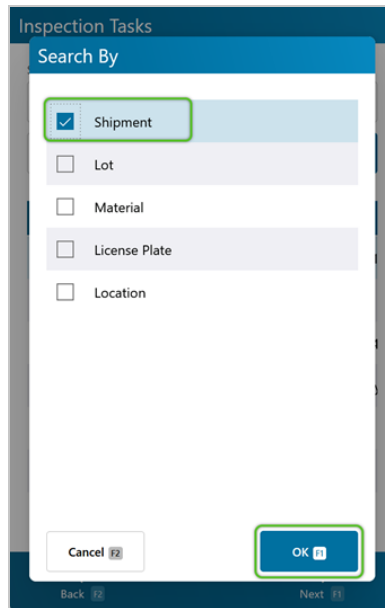 Inspection Tasks
Search By
Shipment
Lot
Material
License Plate
Location
Cancel F2
OK F1
Back F2
Next F1